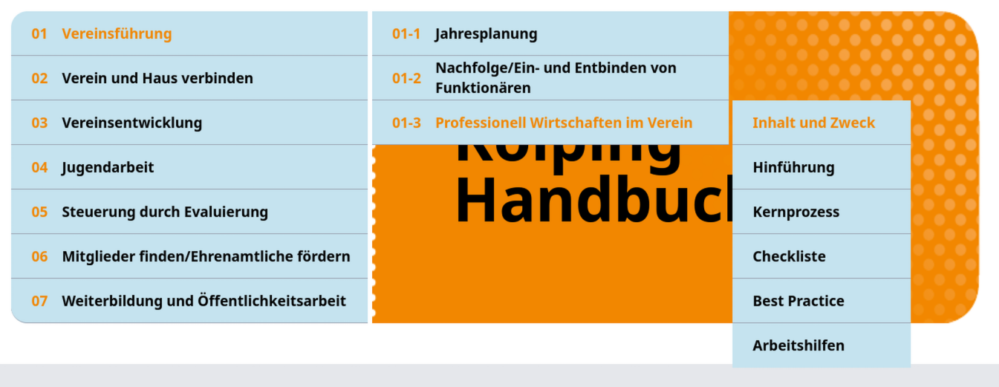 01 Vereinsführung
02 Verein und Haus verbinden
03 Vereinsentwicklung
04 Jugendarbeit
05 Steuerung durch Evaluierung
06 Mitglieder finden/Ehrenamtliche fördern
07 Weiterbildung und Öffentlichkeitsarbeit
01-1 Jahresplanung
01-2 Nachfolge/Ein- und Entbinden von
Funktionären
01-3 Professionell Wirtschaften im Verein
Inhalt und Zweck
Hinführung
Kernprozess
Checkliste
Best Practice
Arbeitshilfen
Kolping
Handbuch